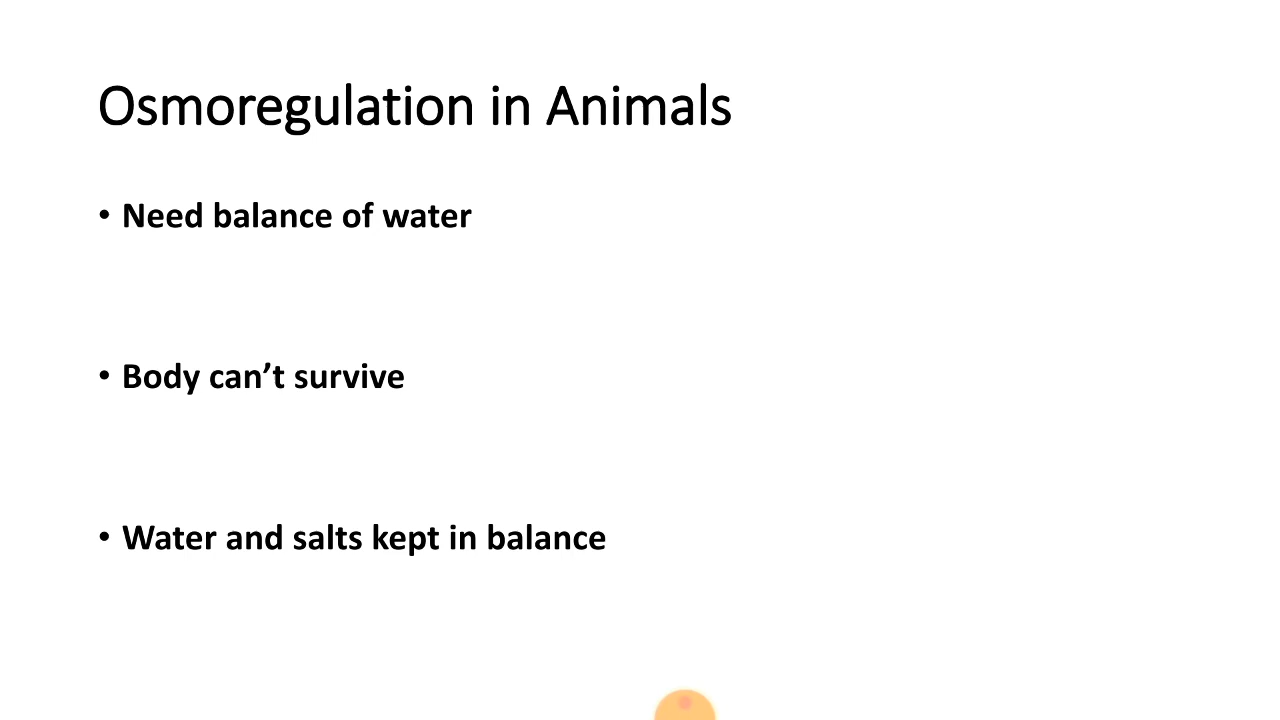 Osmoregulation in Animals
• Need balance of water
• Body can’t survive
• Water and salts kept in balance